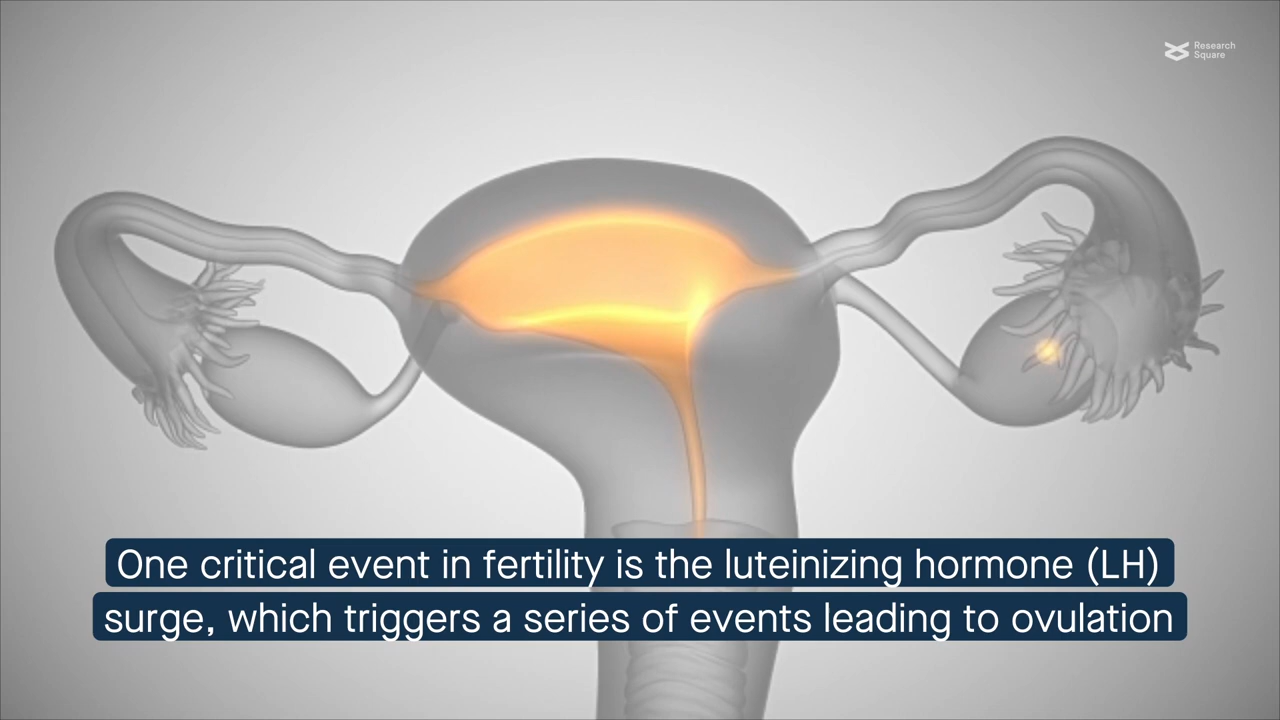 Research
Square
One critical event in fertility is the luteinizing hormone (LH)
surge, which triggers a series of events leading to ovulation